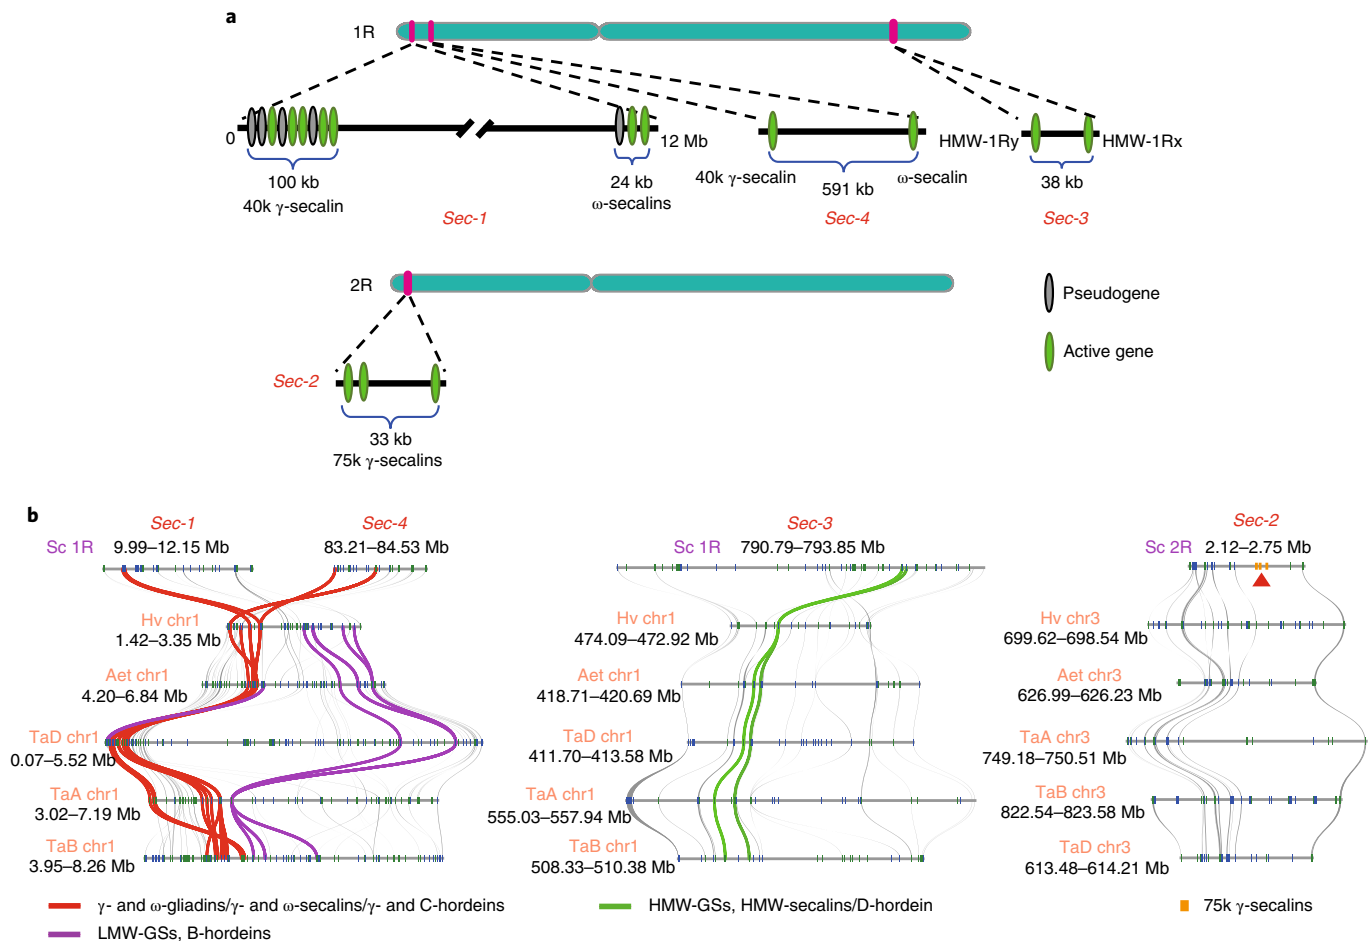 a
1R
0
12 Mb
HMW-1Ry
HMW-1Rx
100 kb
40k γ-secalin
24 kb
ω-secalins
40k γ-secalin
591 kb
ω-secalin
38 kb
Sec-1
Sec-4
Sec-3
2R
Pseudogene
Active gene
Sec-2
33 kb
75k γ-secalins
b
Sec-1
Sec-4
Sc 1R
9.99–12.15 Mb
83.21–84.53 Mb
Hv chr1
1.42–3.35 Mb
Aet chr1
4.20–6.84 Mb
TaD chr1
0.07–5.52 Mb
TaA chr1
3.02–7.19 Mb
TaB chr1
3.95–8.26 Mb
Sec-3
Sc 1R
790.79–793.85 Mb
Hv chr1
474.09–472.92 Mb
Aet chr1
418.71–420.69 Mb
TaD chr1
411.70–413.58 Mb
TaA chr1
555.03–557.94 Mb
TaB chr1
508.33–510.38 Mb
Sec-2
Sc 2R
2.12–2.75 Mb
Hv chr3
699.62–698.54 Mb
Aet chr3
626.99–626.23 Mb
TaA chr3
749.18–750.51 Mb
TaB chr3
822.54–823.58 Mb
TaD chr3
613.48–614.21 Mb
γ- and ω-gliadins/γ- and ω-secalins/γ- and C-hordeins
LMW-GSs, B-hordeins
HMW-GSs, HMW-secalins/D-hordein
75k γ-secalins